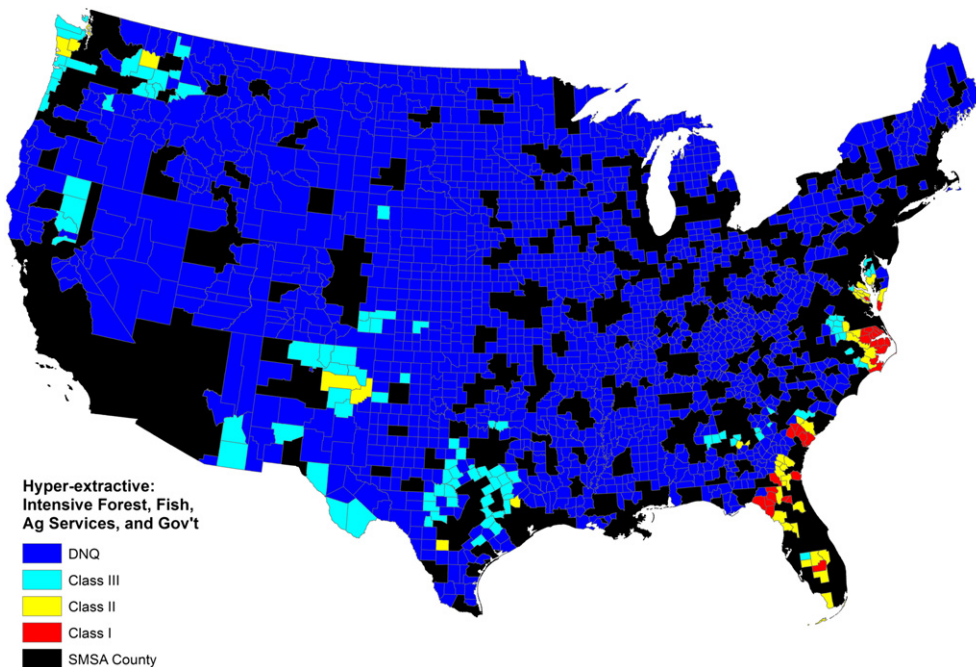 Hyper-extractive:
Intensive Forest, Fish,
Ag Services, and Gov't
DNQ
Class III
Class II
Class I
SMSA County